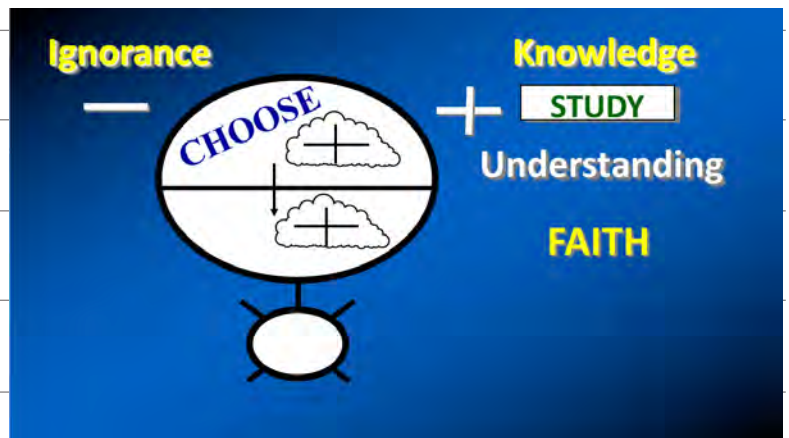 Ignorance
Knowledge
CHOOSE
STUDY
Understanding
FAITH